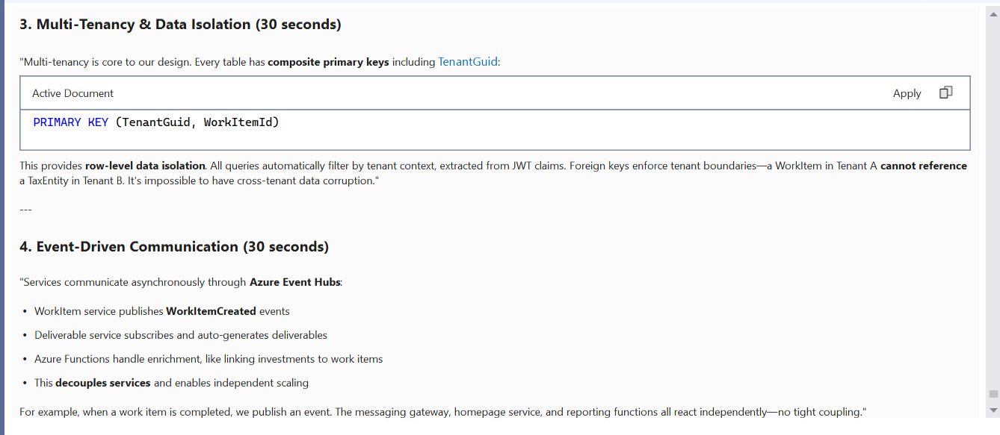 3. Multi-Tenancy & Data Isolation (30 seconds)
"Multi-tenancy is core to our design. Every table has composite primary keys including TenantGuid:
Active Document
Apply
PRIMARY KEY (TenantGuid, WorkItemId)
This provides row-level data isolation. All queries automatically filter by tenant context, extracted from JWT claims. Foreign keys enforce tenant boundaries—a WorkItem in Tenant A cannot reference
a TaxEntity in Tenant B. It's impossible to have cross-tenant data corruption."
---
4. Event-Driven Communication (30 seconds)
"Services communicate asynchronously through Azure Event Hubs:
• WorkItem service publishes WorkItemCreated events
• Deliverable service subscribes and auto-generates deliverables
• Azure Functions handle enrichment, like linking investments to work items
• This decouples services and enables independent scaling
For example, when a work item is completed, we publish an event. The messaging gateway, homepage service, and reporting functions all react independently—no tight coupling."